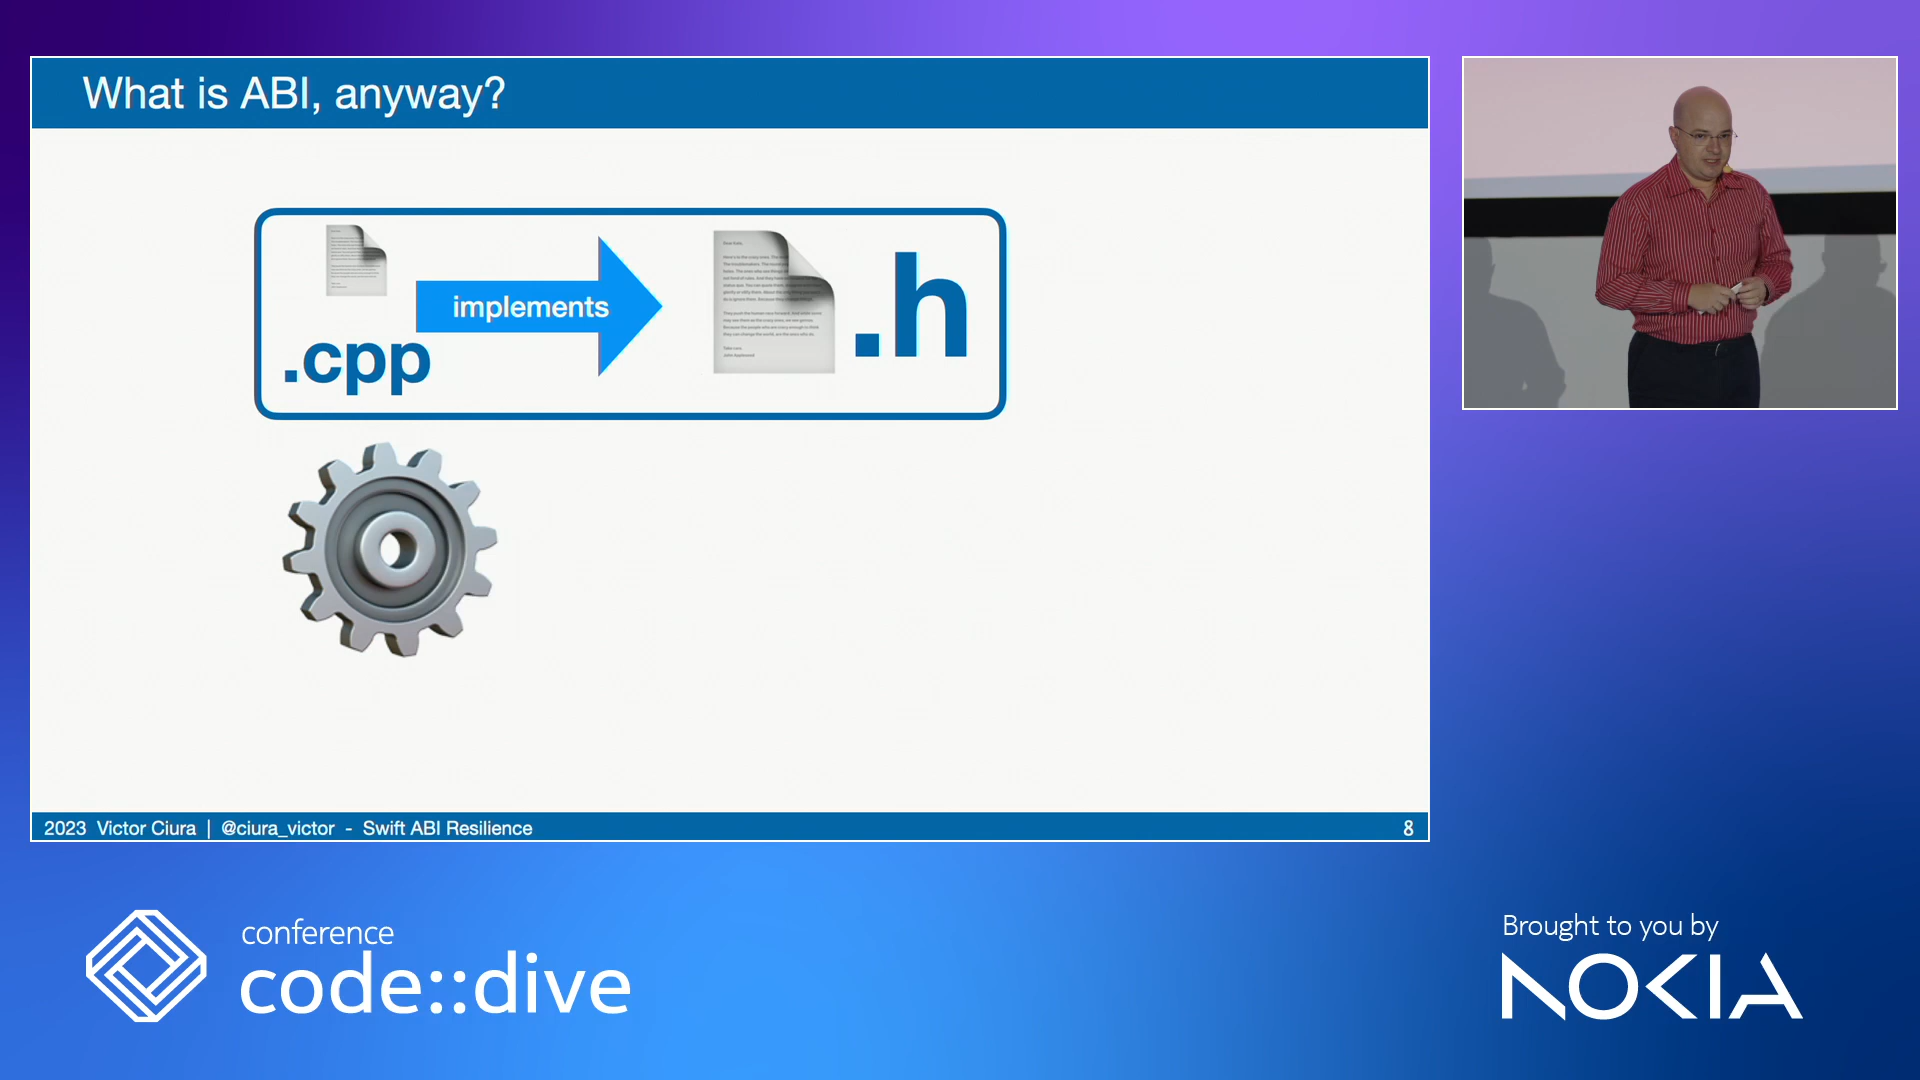 What is ABI, anyway?
implements
.cpp
.h
2023 Victor Ciura | @ciura_victor - Swift ABI Resilience
8
conference
code::dive
Brought to you by
NOKIA